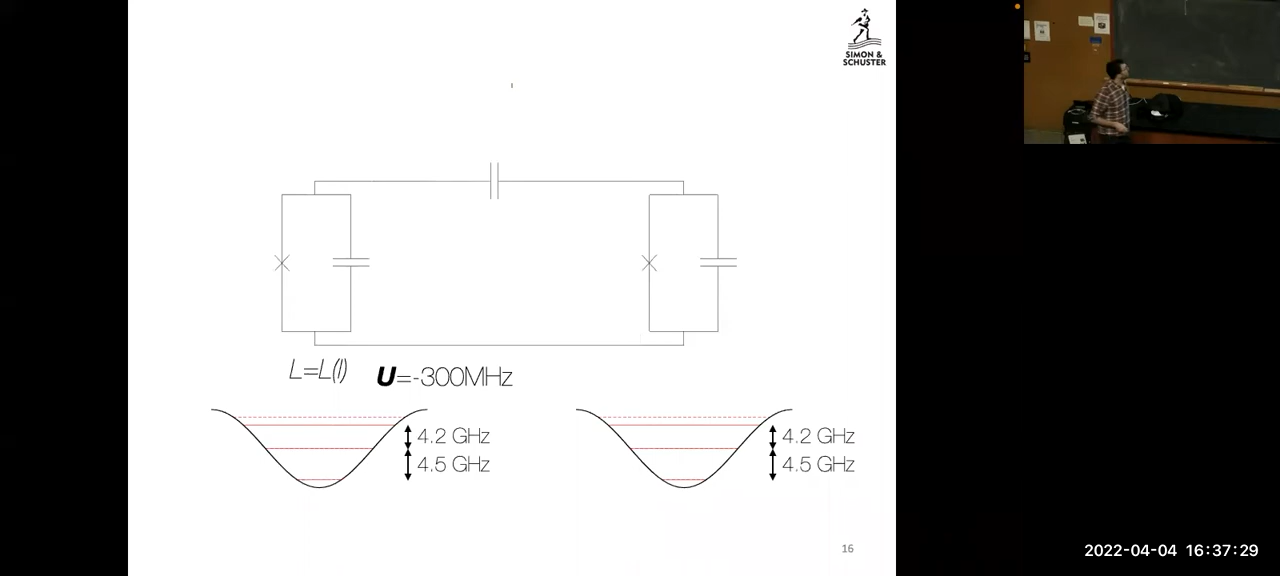 SIMON &
SCHUSTER
L=L(I)
U=-300MHz
4.2 GHz
4.5 GHz
4.2 GHz
4.5 GHz
16
2022-04-04 16:37:29